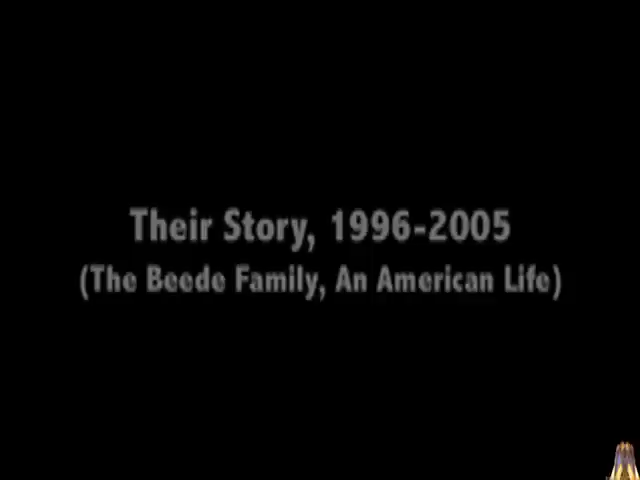 Their Story, 1996-2005
(The Beede Family, An American Life)